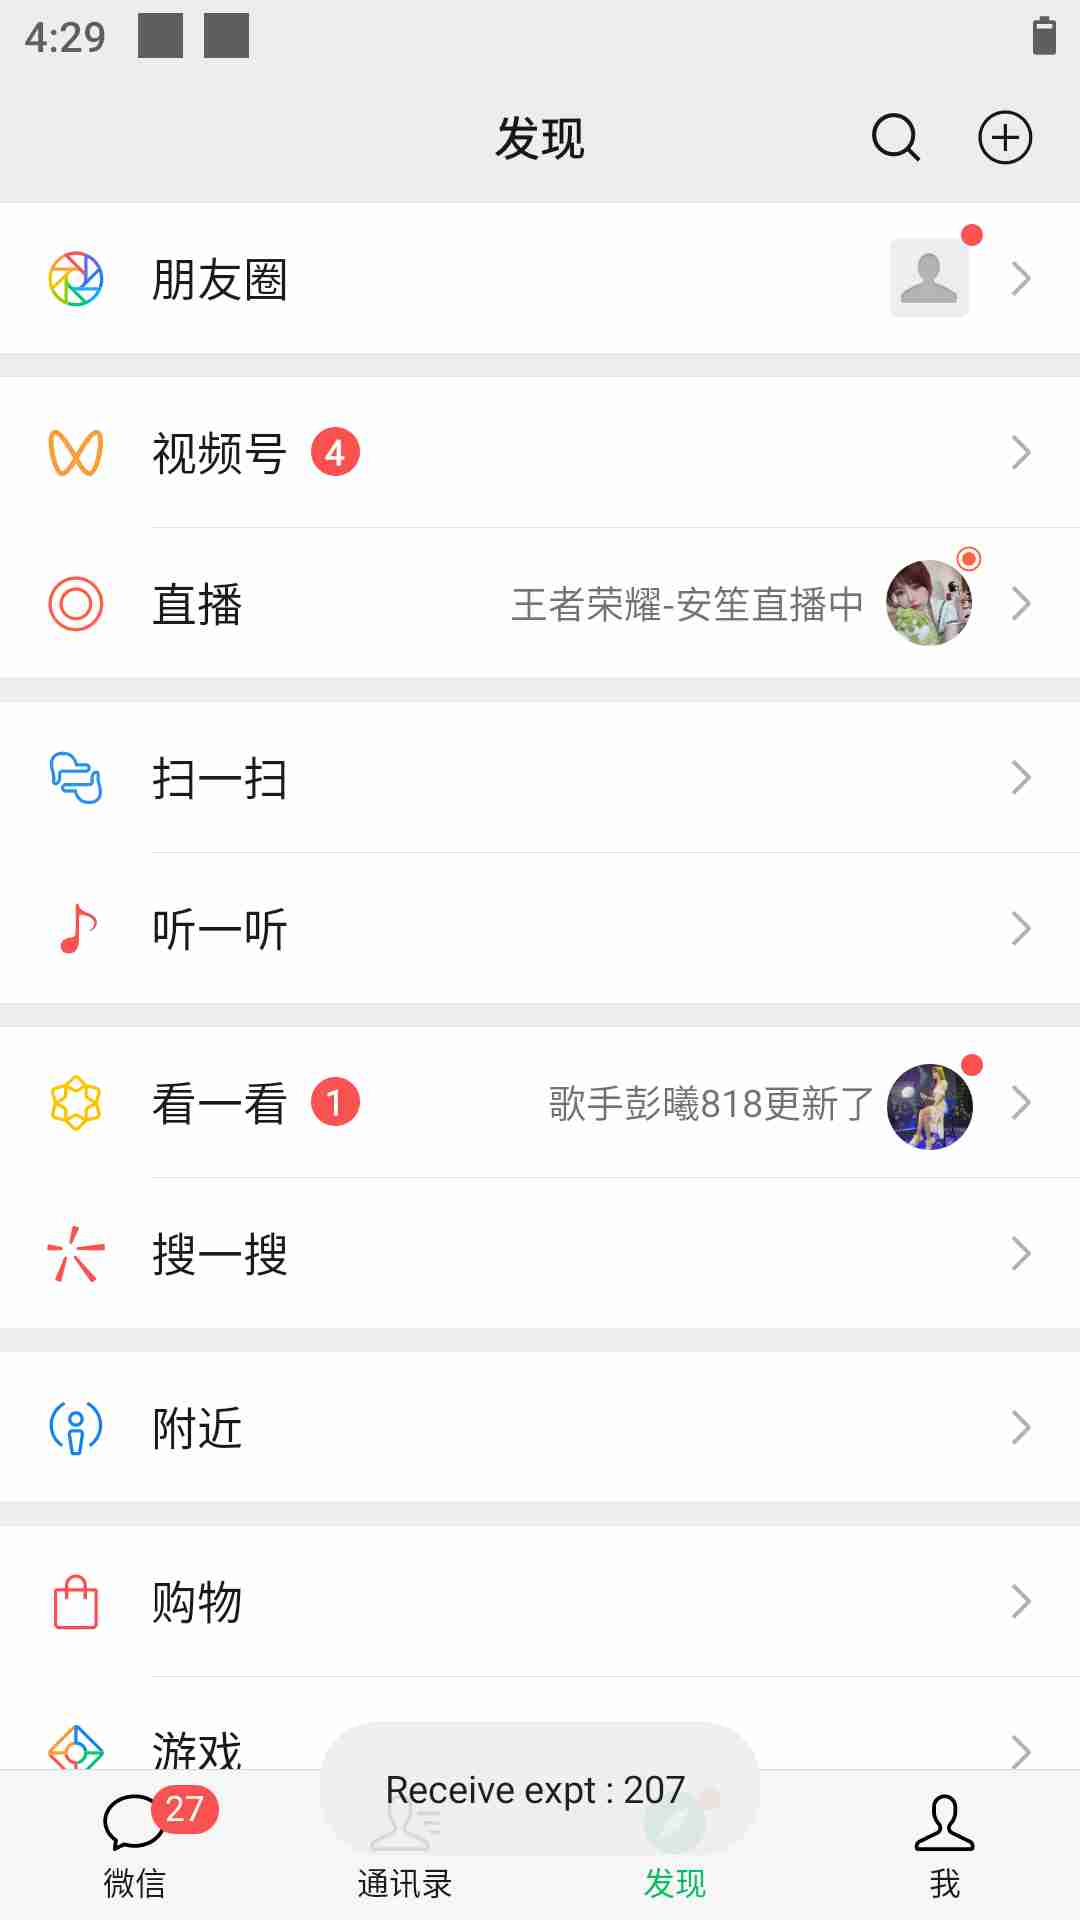 4:29
发现
朋友圈
视频号 4
直播 王者荣耀-安笙直播中
扫一扫
听一听
看一看 1 歌手彭曦818更新了
搜一搜
附近
购物
游戏
Receive expt : 207
27
微信 通讯录 发现 我